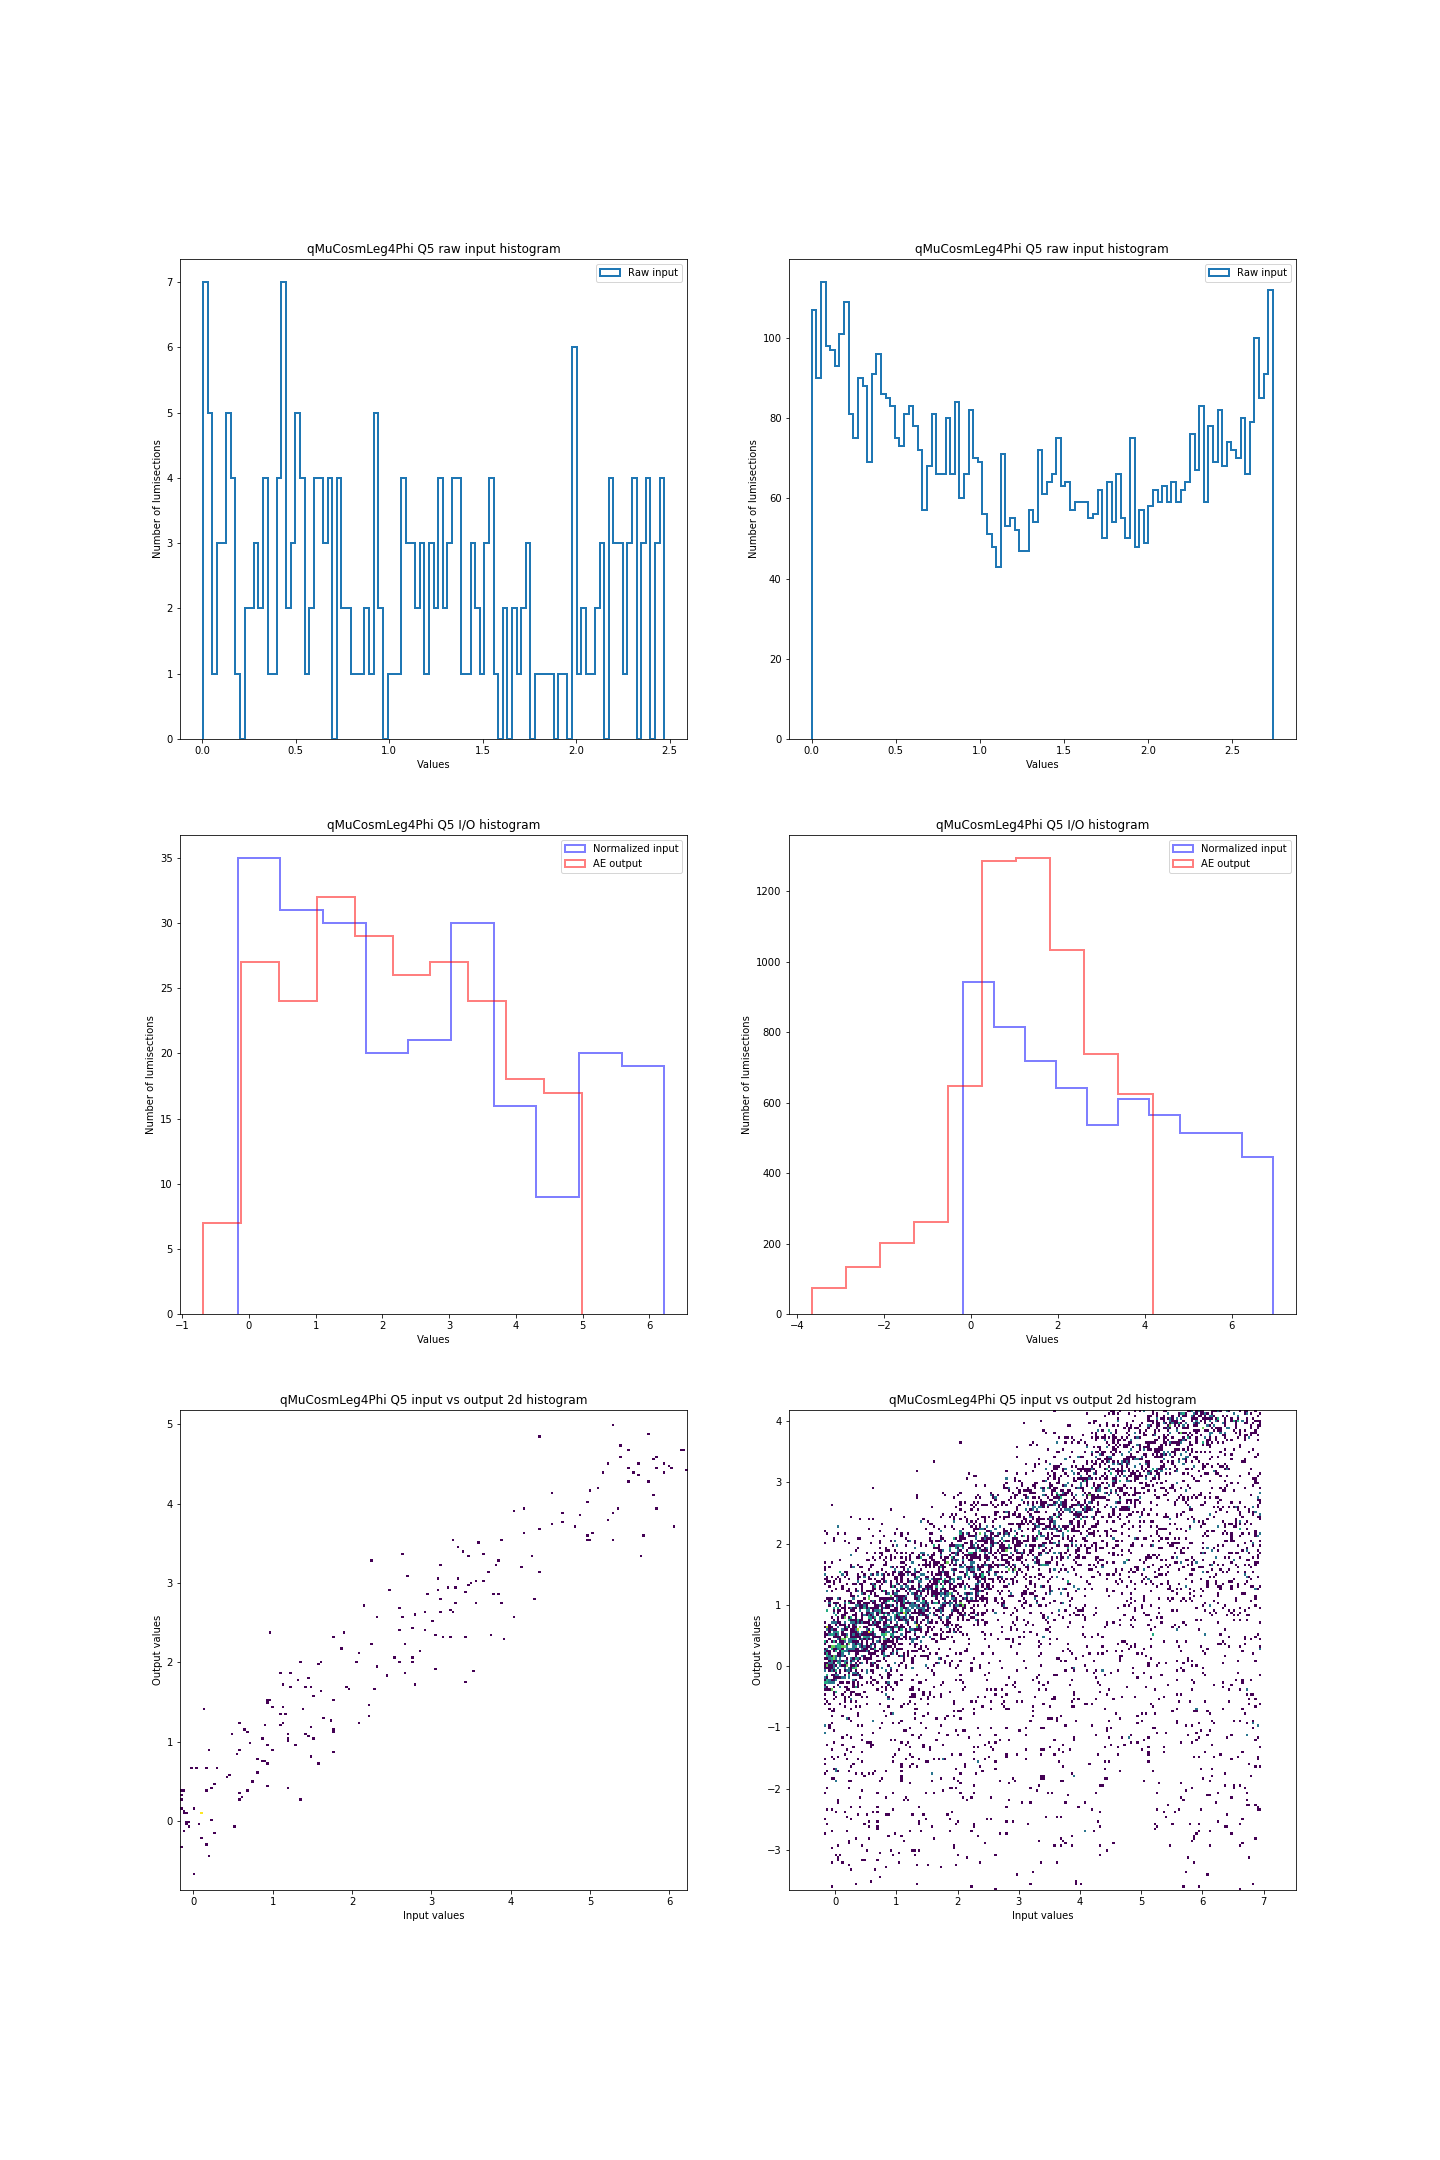 qMuCosmLeg4Phi Q5 raw input histogram
Raw input
7
6
5
4
3
2
1
0
Number of lumisections
0.0 0.5 1.0 1.5 2.0 2.5
Values
qMuCosmLeg4Phi Q5 raw input histogram
Raw input
100
80
60
40
20
0
Number of lumisections
0.0 0.5 1.0 1.5 2.0 2.5
Values
qMuCosmLeg4Phi Q5 I/O histogram
Normalized input
AE output
35
30
25
20
15
10
5
0
Number of lumisections
−1 0 1 2 3 4 5 6
Values
qMuCosmLeg4Phi Q5 I/O histogram
Normalized input
AE output
1200
1000
800
600
400
200
0
Number of lumisections
−4 −2 0 2 4 6
Values
qMuCosmLeg4Phi Q5 input vs output 2d histogram
5
4
3
2
1
0
Output values
0 1 2 3 4 5 6
Input values
qMuCosmLeg4Phi Q5 input vs output 2d histogram
4
3
2
1
0
−1
−2
−3
Output values
0 1 2 3 4 5 6 7
Input values